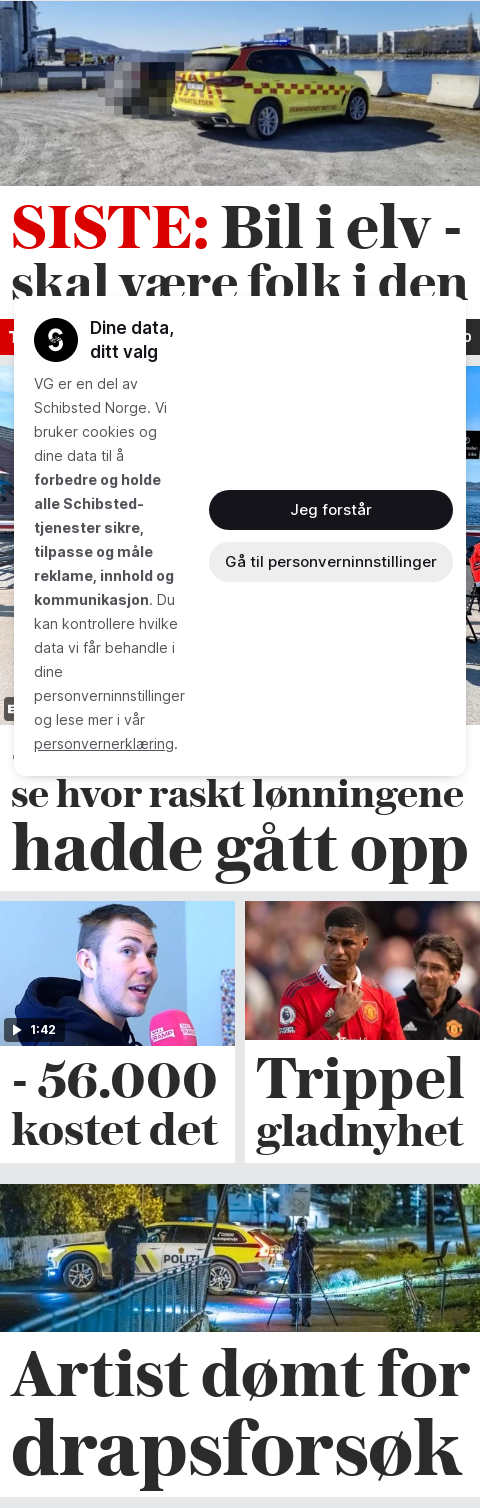 SISTE: Bil i elv -
skal være folk i den
Dine data,
ditt valg
VG er en del av
Schibsted Norge. Vi
bruker cookies og
dine data til å
forbedre og holde
alle Schibsted-
tjenester sikre,
tilpasse og måle
reklame, innhold og
kommunikasjon. Du
kan kontrollere hvilke
data vi får behandle i
dine
personverninnstillinger
og lese mer i vår
personvernerklæring.
Jeg forstår
Gå til personverninnstillinger
se hvor raskt lønningene
hadde gått opp
1:42
- 56.000
kostet det
Trippel
gladnyhet
POLITI
Artist dømt for
drapsforsøk